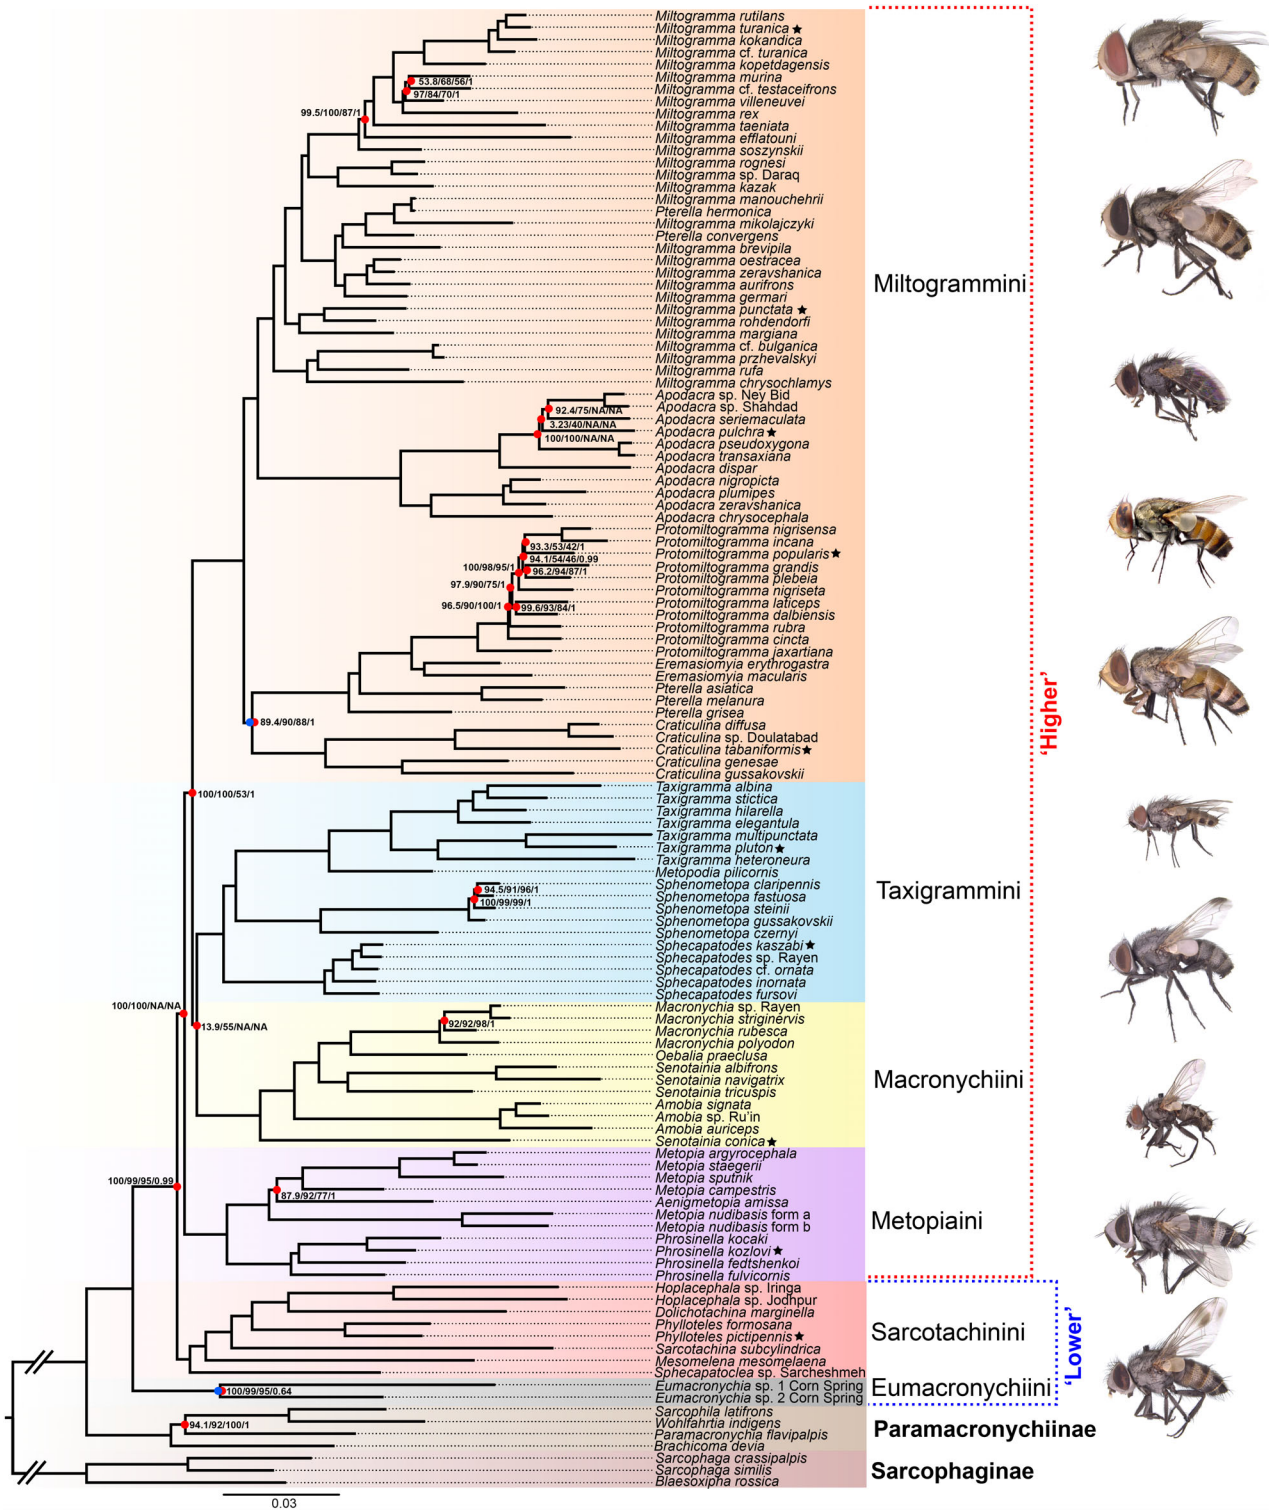 Miltogramma rutilans
Miltogramma turanica ★
Miltogramma kokandica
Miltogramma cf. turanica
Miltogramma kopetdagensis
Miltogramma murina
53.8/68/56/1
Miltogramma cf. testaceifrons
97/84/70/1
Miltogramma villeneuvei
Miltogramma rex
99.5/100/87/1
Miltogramma taeniata
Miltogramma efflatouni
Miltogramma soszynskii
Miltogramma rognesi
Miltogramma sp. Daraq
Miltogramma kazak
Miltogramma manouchehrii
Pterella hermonica
Miltogramma mikolajczyki
Pterella convergens
Miltogramma brevipila
Miltogramma oestracea
Miltogramma zeravshanica
Miltogramma aurifrons
Miltogramma germari
Miltogramma punctata ★
Miltogramma rohdendorfi
Miltogramma margiana
Miltogramma cf. bulganica
Miltogramma przhevalskyi
Miltogramma rufa
Miltogramma chrysochlamys
Apodacra sp. Ney Bid
Apodacra sp. Shahdad
92.4/75/NA/NA
Apodacra seriemaculata
3.23/40/NA/NA
Apodacra pulchra ★
100/100/NA/NA
Apodacra pseudoxygona
Apodacra transaxiana
Apodacra dispar
Apodacra nigropicta
Apodacra plumipes
Apodacra zeravshanica
Apodacra chrysocephala
Protomiltogramma nigrisensa
Protomiltogramma incana
93.3/53/42/1
Protomiltogramma popularis ★
94.1/54/46/0.99
Protomiltogramma grandis
100/98/95/1
96.2/94/87/1
Protomiltogramma plebeia
97.9/90/75/1
Protomiltogramma nigriseta
Protomiltogramma laticeps
96.5/90/100/1
99.6/93/84/1
Protomiltogramma dalbiensis
Protomiltogramma rubra
Protomiltogramma cincta
Protomiltogramma jaxartiana
Eremasiomyia erythrogastra
Eremasiomyia macularis
Pterella asiatica
Pterella melanura
Pterella grisea
89.4/90/88/1
Craticulina diffusa
Craticulina sp. Doulatabad
Craticulina tabaniformis ★
Craticulina genesae
Craticulina gussakovskii
Miltogrammini
Taxigramma albina
100/100/53/1
Taxigramma stictica
Taxigramma hilarella
Taxigramma elegantula
Taxigramma multipunctata
Taxigramma pluton ★
Taxigramma heteroneura
Metopodia pilicornis
Sphenometopa claripennis
94.5/91/96/1
Sphenometopa fastuosa
100/99/99/1
Sphenometopa steinii
Sphenometopa gussakovskii
Sphenometopa czernyi
Sphecapatodes kaszabi ★
Sphecapatodes sp. Rayen
Sphecapatodes cf. ornata
Sphecapatodes inornata
Sphecapatodes fursovi
Taxigrammini
100/100/NA/NA
13.9/55/NA/NA
Macronychia sp. Rayen
Macronychia striginervis
92/92/98/1
Macronychia rubesca
Macronychia polyodon
Oebalia praeclusa
Senotainia albifrons
Senotainia navigatrix
Senotainia tricuspis
Amobia signata
Amobia sp. Ru'in
Amobia auriceps
Senotainia conica ★
Macronychiini
Metopia argyrocephala
Metopia staegerii
Metopia sputnik
100/99/95/0.99
Metopia campestris
87.9/92/77/1
Aenigmetopia amissa
Metopia nudibasis form a
Metopia nudibasis form b
Phrosinella kocaki
Phrosinella kozlovi ★
Phrosinella fedtshenkoi
Phrosinella fulvicornis
Metopiaini
'Higher'
Hoplacephala sp. Iringa
Hoplacephala sp. Jodhpur
Dolichotachina marginella
Phylloteles formosana
Phylloteles pictipennis ★
Sarcotachina subcylindrica
Mesomelena mesomelaena
Sphecapatoclea sp. Sarcheshmeh
Sarcotachinini
Eumacronychia sp. 1 Corn Spring
100/99/95/0.64
Eumacronychia sp. 2 Corn Spring
Eumacronychiini
'Lower'
Sarcophila latifrons
Wohlfahrtia indigens
94.1/92/100/1
Paramacronychia flavipalpis
Brachicoma devia
Paramacronychiinae
Sarcophaga crassipalpis
Sarcophaga similis
Blaesoxipha rossica
Sarcophaginae
0.03